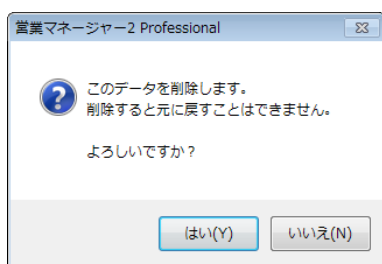 営業マネージャー2 Professional
このデータを削除します。
削除すると元に戻すことはできません。
よろしいですか？
はい(Y)
いいえ(N)